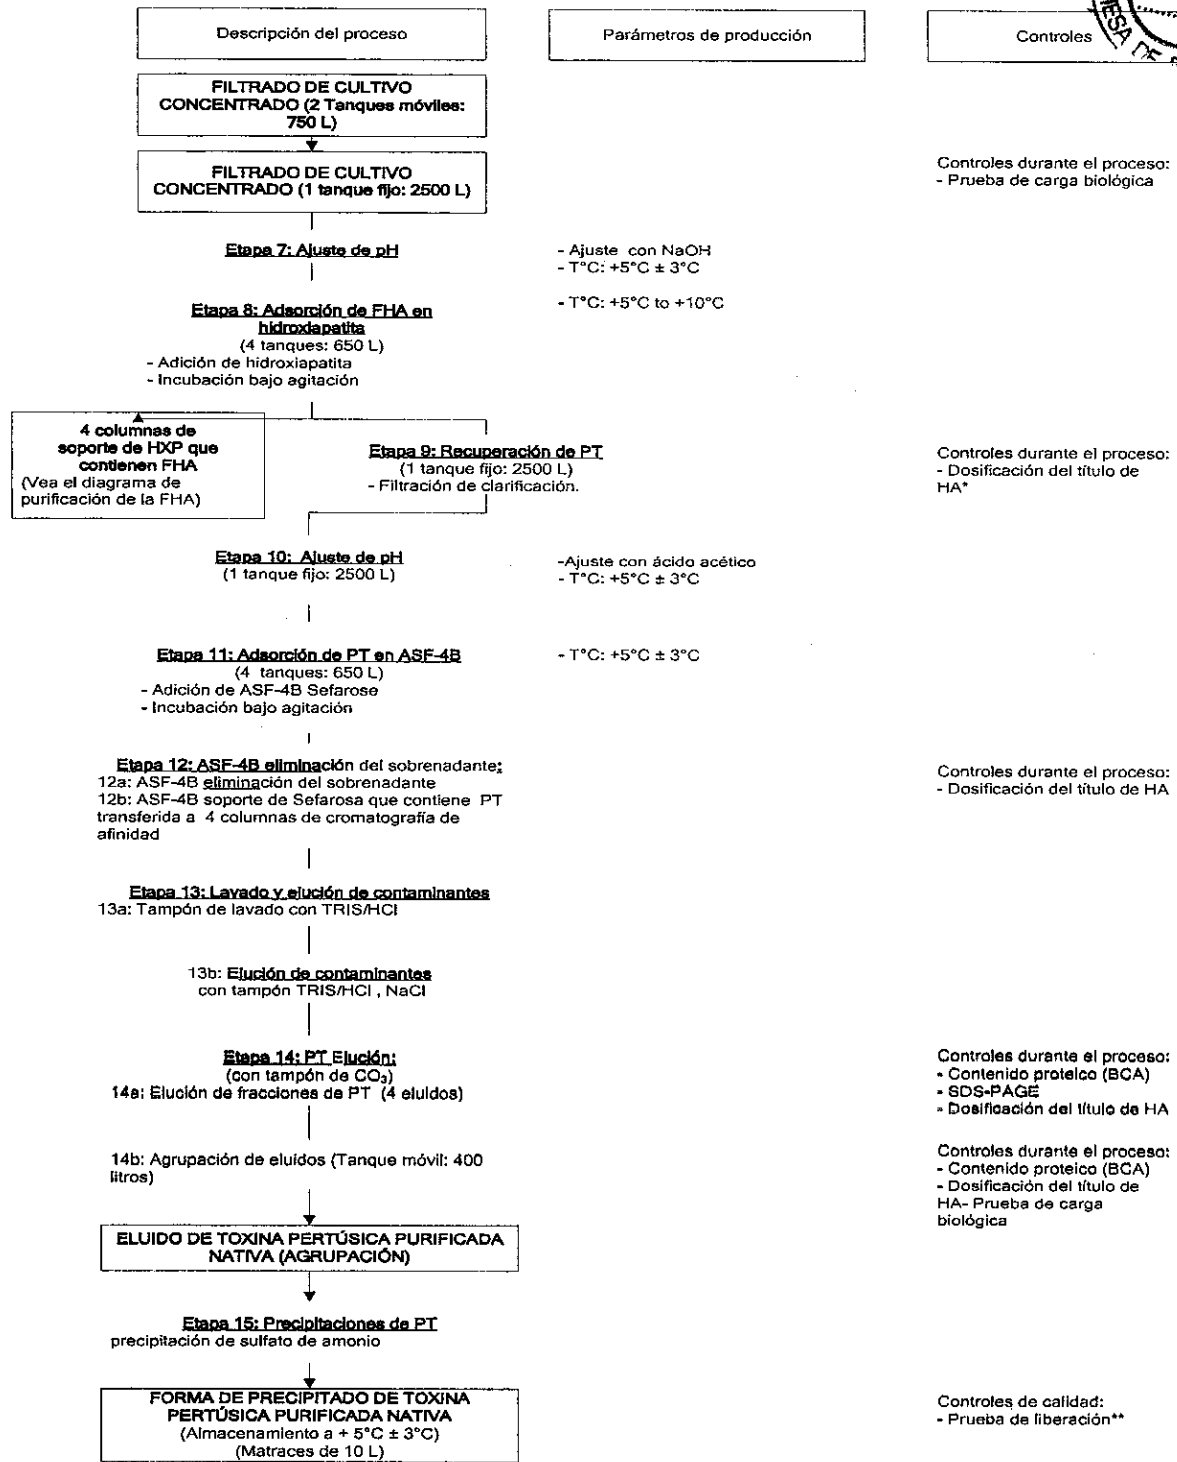 Descripción del proceso
Parámetros de producción
Controles
MESA DE
FILTRADO DE CULTIVO
CONCENTRADO (2 Tanques móviles:
750 L)
FILTRADO DE CULTIVO
CONCENTRADO (1 tanque fijo: 2500 L)
Controles durante el proceso:
- Prueba de carga biológica
Etapa 7: Ajuste de pH
- Ajuste con NaOH
- T°C: +5°C ± 3°C
Etapa 8: Adsorción de FHA en
hidroxiapatita
(4 tanques: 650 L)
- Adición de hidroxiapatita
- Incubación bajo agitación
- T°C: +5°C to +10°C
4 columnas de
soporte de HXP que
contienen FHA
(Vea el diagrama de
purificación de la FHA)
Etapa 9: Recuperación de PT
(1 tanque fijo: 2500 L)
- Filtración de clarificación.
Controles durante el proceso:
- Dosificación del título de
HA*
Etapa 10: Ajuste de pH
(1 tanque fijo: 2500 L)
-Ajuste con ácido acético
- T°C: +5°C ± 3°C
Etapa 11: Adsorción de PT en ASF-4B
(4 tanques: 650 L)
- Adición de ASF-4B Sefarose
- Incubación bajo agitación
- T°C: +5°C ± 3°C
Etapa 12: ASF-4B eliminación del sobrenadante:
12a: ASF-4B eliminación del sobrenadante
12b: ASF-4B soporte de Sefarosa que contiene PT
transferida a 4 columnas de cromatografía de
afinidad
Controles durante el proceso:
- Dosificación del título de HA
Etapa 13: Lavado y elución de contaminantes
13a: Tampón de lavado con TRIS/HCl
13b: Elución de contaminantes
con tampón TRIS/HCl , NaCl
Etapa 14: PT Elución:
(con tampón de CO₃)
14a: Elución de fracciones de PT (4 eluidos)
Controles durante el proceso:
- Contenido proteico (BCA)
- SDS-PAGE
- Dosificación del título de HA
14b: Agrupación de eluídos (Tanque móvil: 400
litros)
Controles durante el proceso:
- Contenido proteico (BCA)
- Dosificación del título de
HA- Prueba de carga
biológica
ELUIDO DE TOXINA PERTÚSICA PURIFICADA
NATIVA (AGRUPACIÓN)
Etapa 15: Precipitaciones de PT
precipitación de sulfato de amonio
FORMA DE PRECIPITADO DE TOXINA
PERTÚSICA PURIFICADA NATIVA
(Almacenamiento a + 5°C ± 3°C)
(Matraces de 10 L)
Controles de calidad:
- Prueba de liberación**